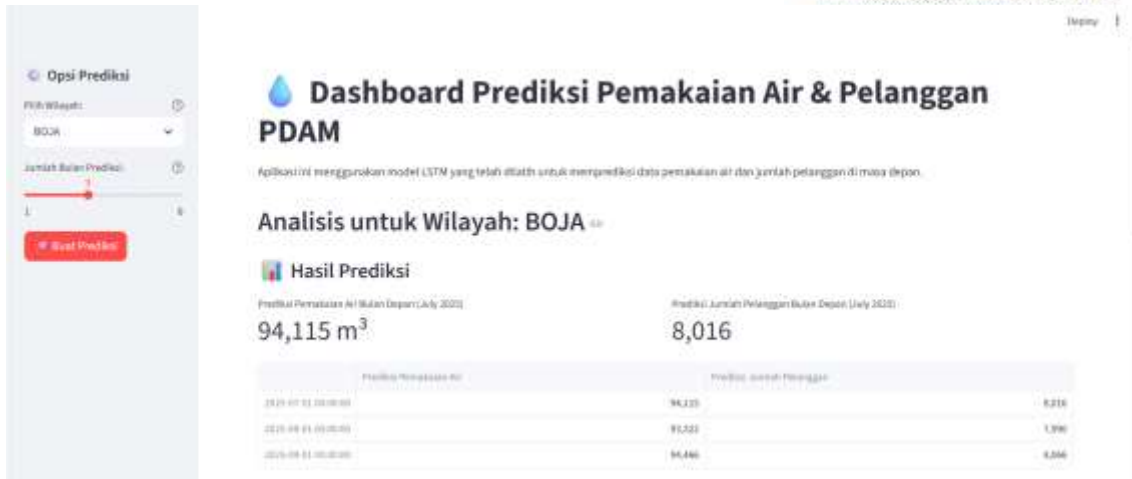 Deploy
Opsi Prediksi
Pilih Wilayah:
BOJA
Jumlah Bulan Prediksi:
Buat Prediksi
Dashboard Prediksi Pemakaian Air & Pelanggan
PDAM
Aplikasi ini menggunakan model LSTM yang telah dilatih untuk memprediksi data pemakaian air dan jumlah pelanggan di masa depan.
Analisis untuk Wilayah: BOJA
Hasil Prediksi
Prediksi Pemakaian Air Bulan Depan (July 2025)
Prediksi Jumlah Pelanggan Bulan Depan (July 2025)
94,115 m³
8,016
Prediksi Pemakaian Air
Prediksi Jumlah Pelanggan
94,115
8,016